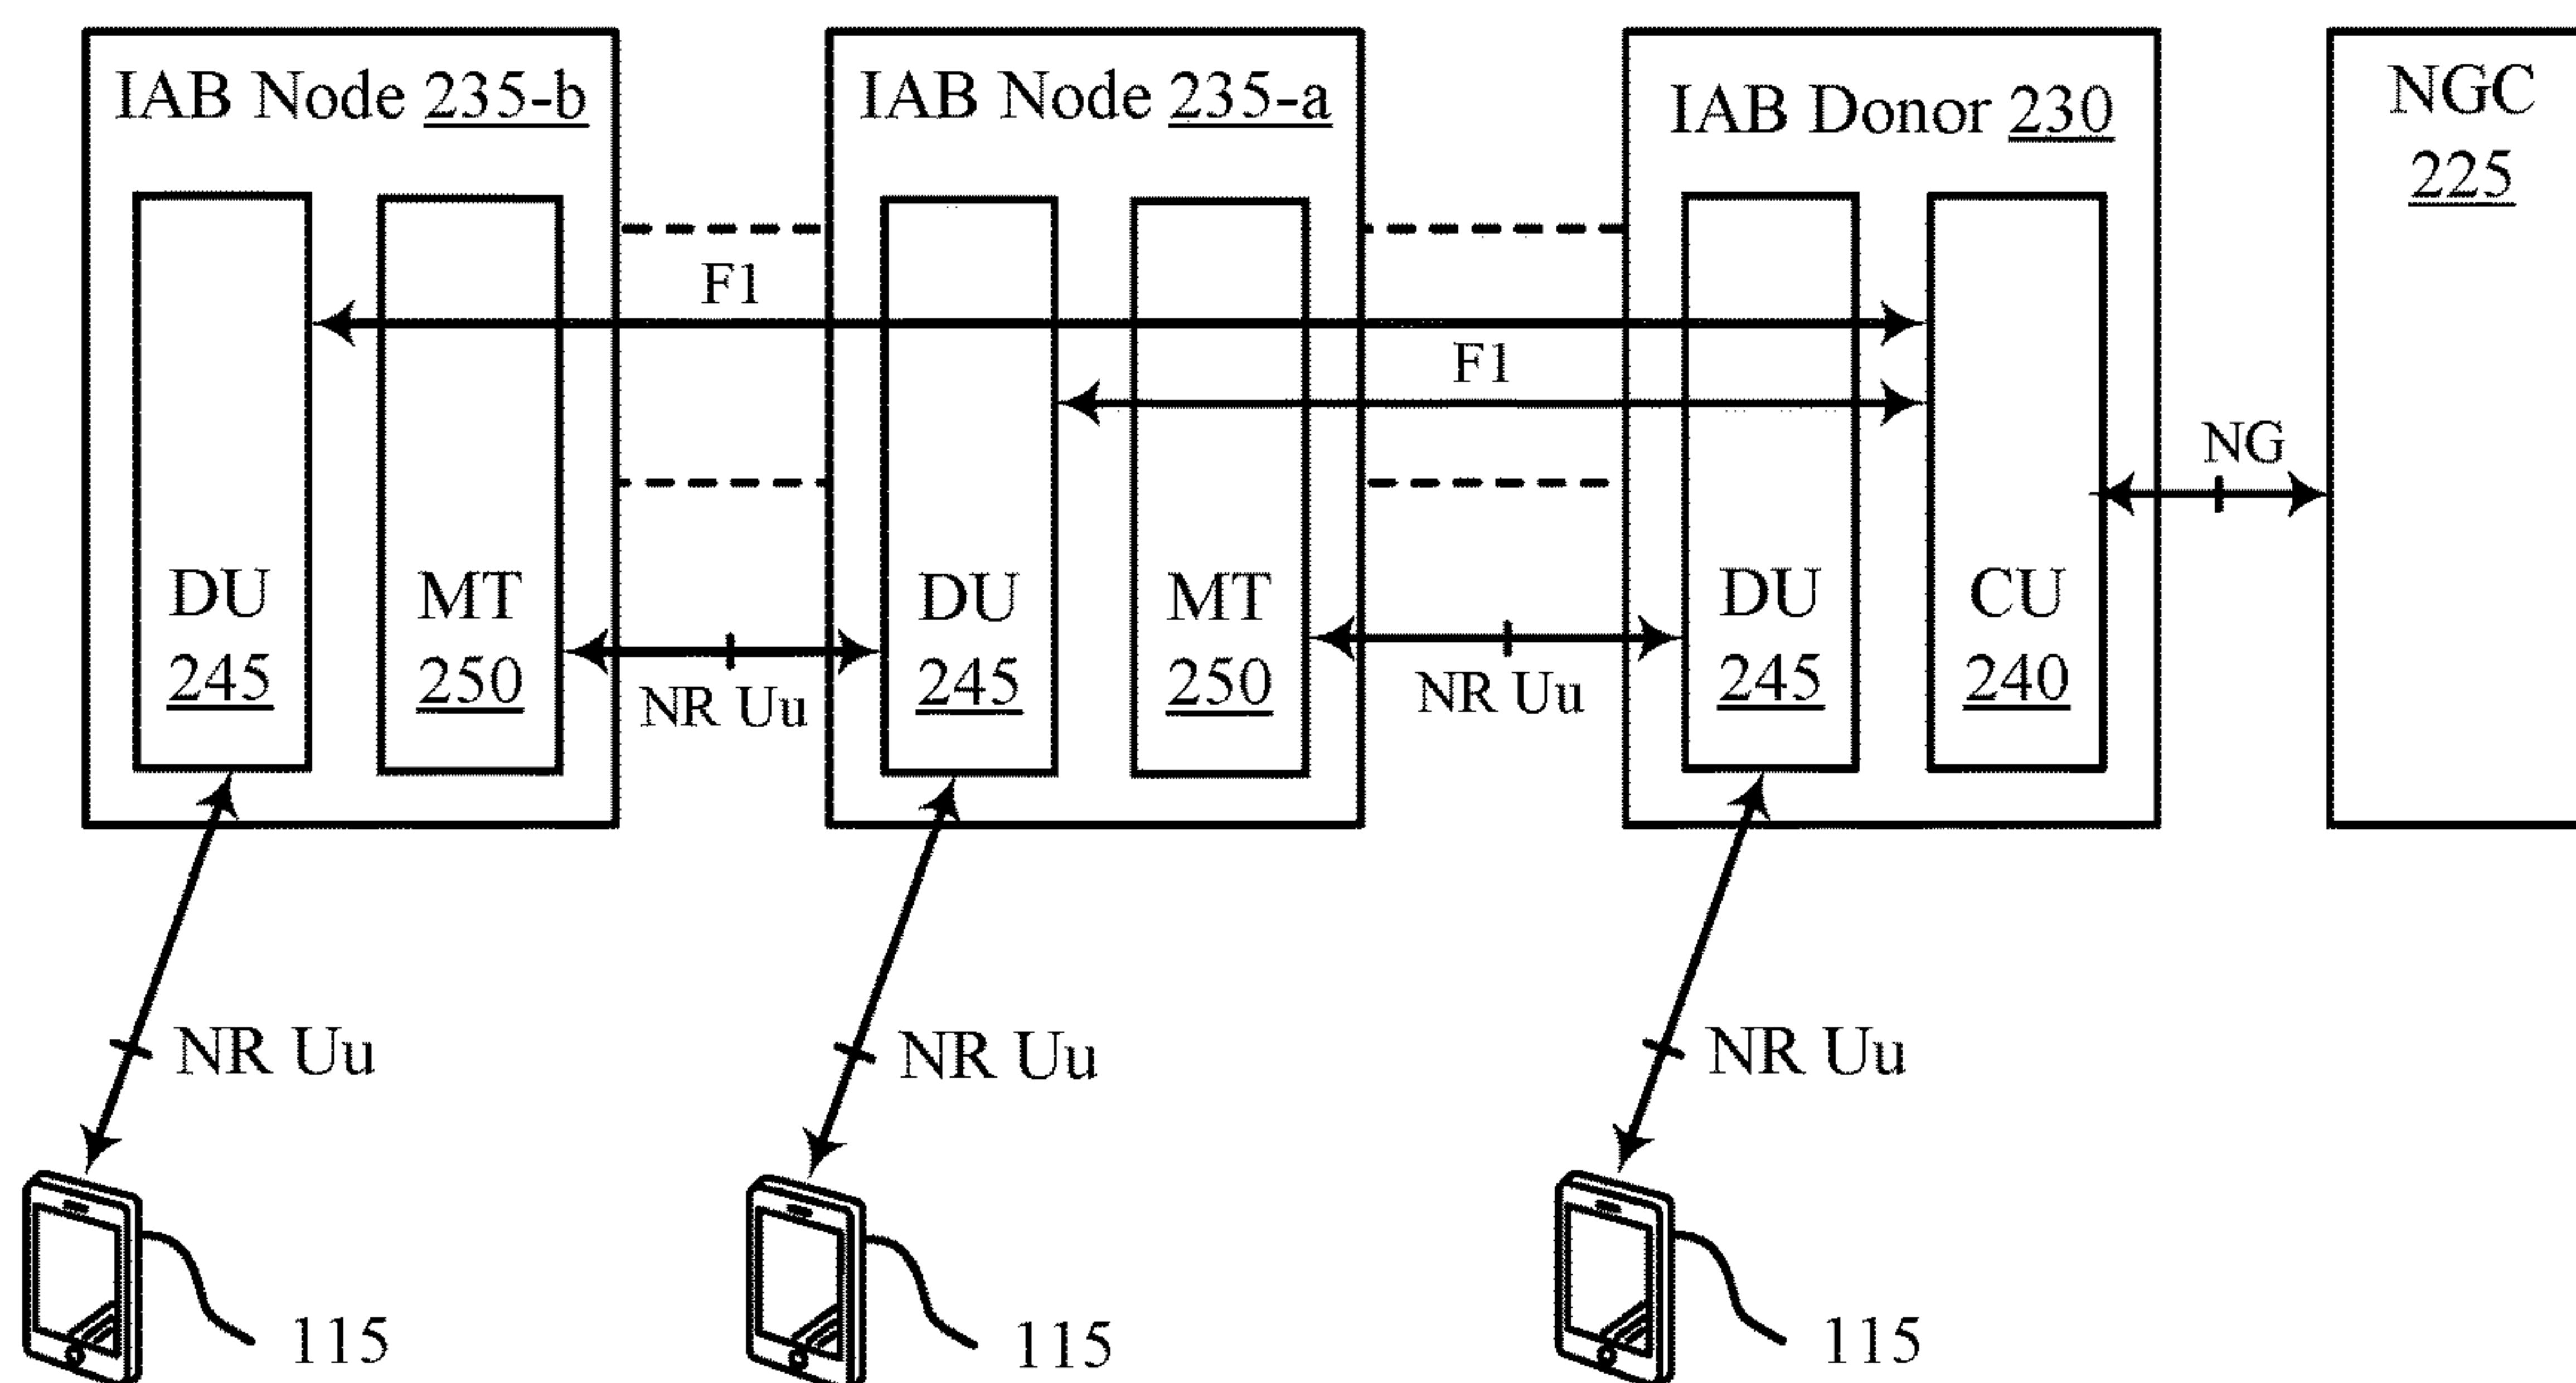 IAB Node 235-b
IAB Node 235-a
IAB Donor 230
NGC
225
F1
F1
NG
DU
245
MT
250
DU
245
MT
250
DU
245
CU
240
NR Uu
NR Uu
NR Uu
NR Uu
NR Uu
115
115
115